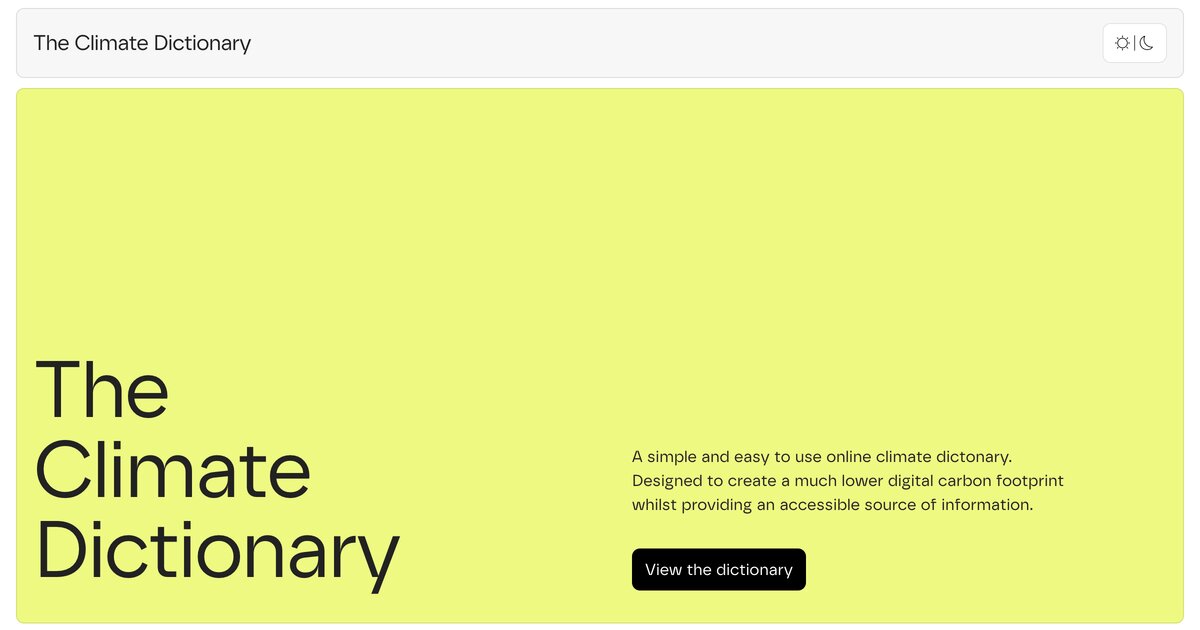 The Climate Dictionary
The
Climate
Dictionary
A simple and easy to use online climate dictonary.
Designed to create a much lower digital carbon footprint
whilst providing an accessible source of information.
View the dictionary